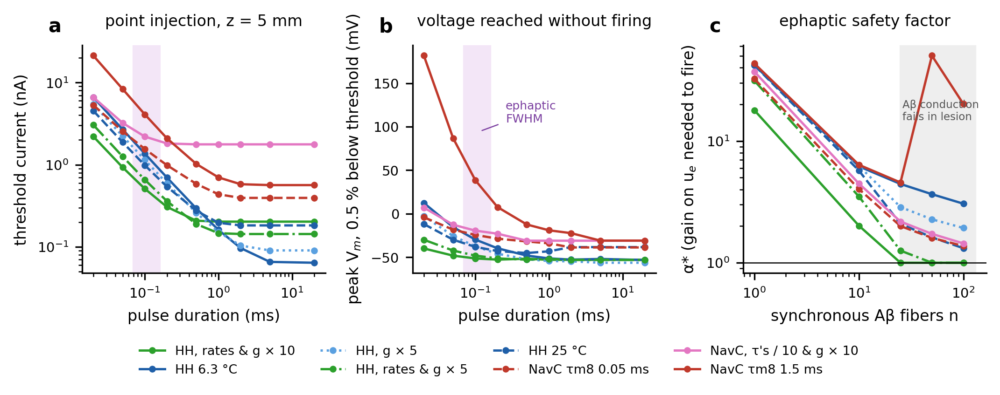 a
point injection, z = 5 mm
threshold current (nA)
10¹
10⁰
10⁻¹
10⁻¹ 10⁰ 10¹
pulse duration (ms)
b
voltage reached without firing
peak Vₘ, 0.5 % below threshold (mV)
150
100
50
0
−50
ephaptic
FWHM
10⁻¹ 10⁰ 10¹
pulse duration (ms)
c
ephaptic safety factor
α* (gain on uₑ needed to fire)
10¹
10⁰
Aβ conduction
fails in lesion
10⁰ 10¹ 10²
synchronous Aβ fibers n
HH, rates & g × 10
HH 6.3 °C
HH, g × 5
HH, rates & g × 5
HH 25 °C
NavC τm8 0.05 ms
NavC, τ's / 10 & g × 10
NavC τm8 1.5 ms